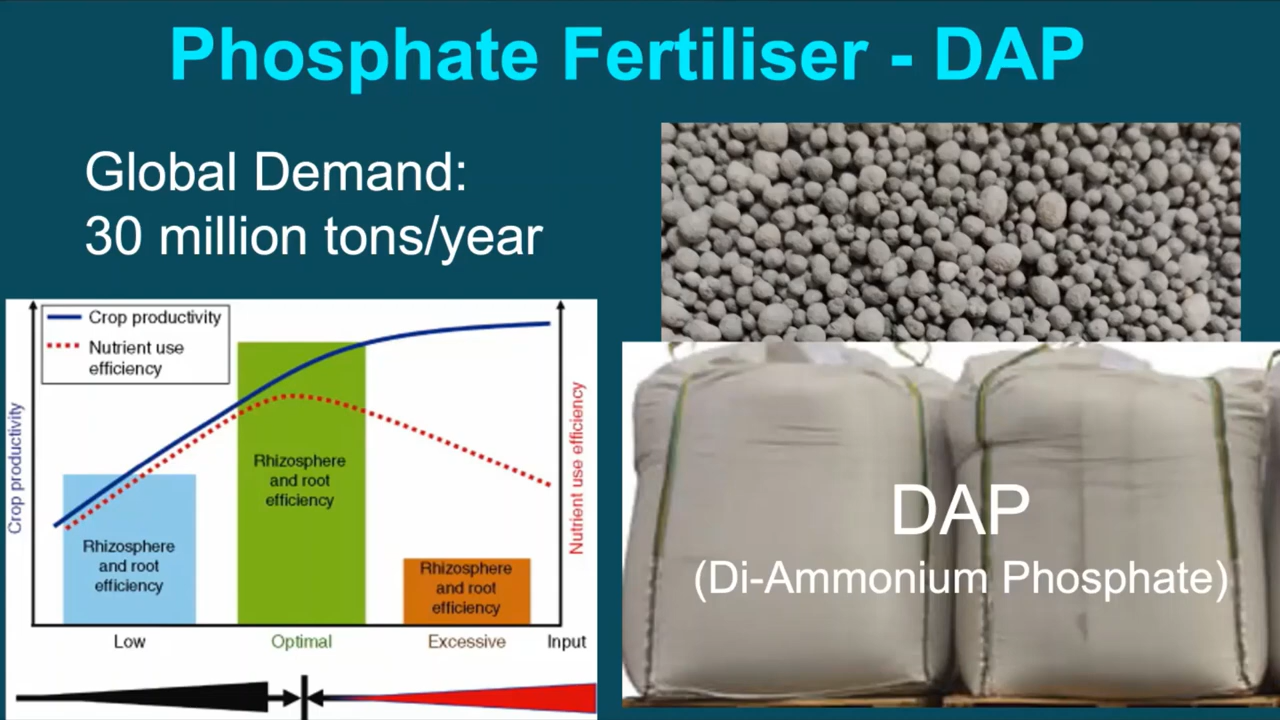 Phosphate Fertiliser - DAP
Global Demand:
30 million tons/year
Crop productivity
Nutrient use
efficiency
Crop productivity
Nutrient use efficiency
Rhizosphere
and root
efficiency
Rhizosphere
and root
efficiency
Rhizosphere
and root
efficiency
Low
Optimal
Excessive
Input
DAP
(Di-Ammonium Phosphate)